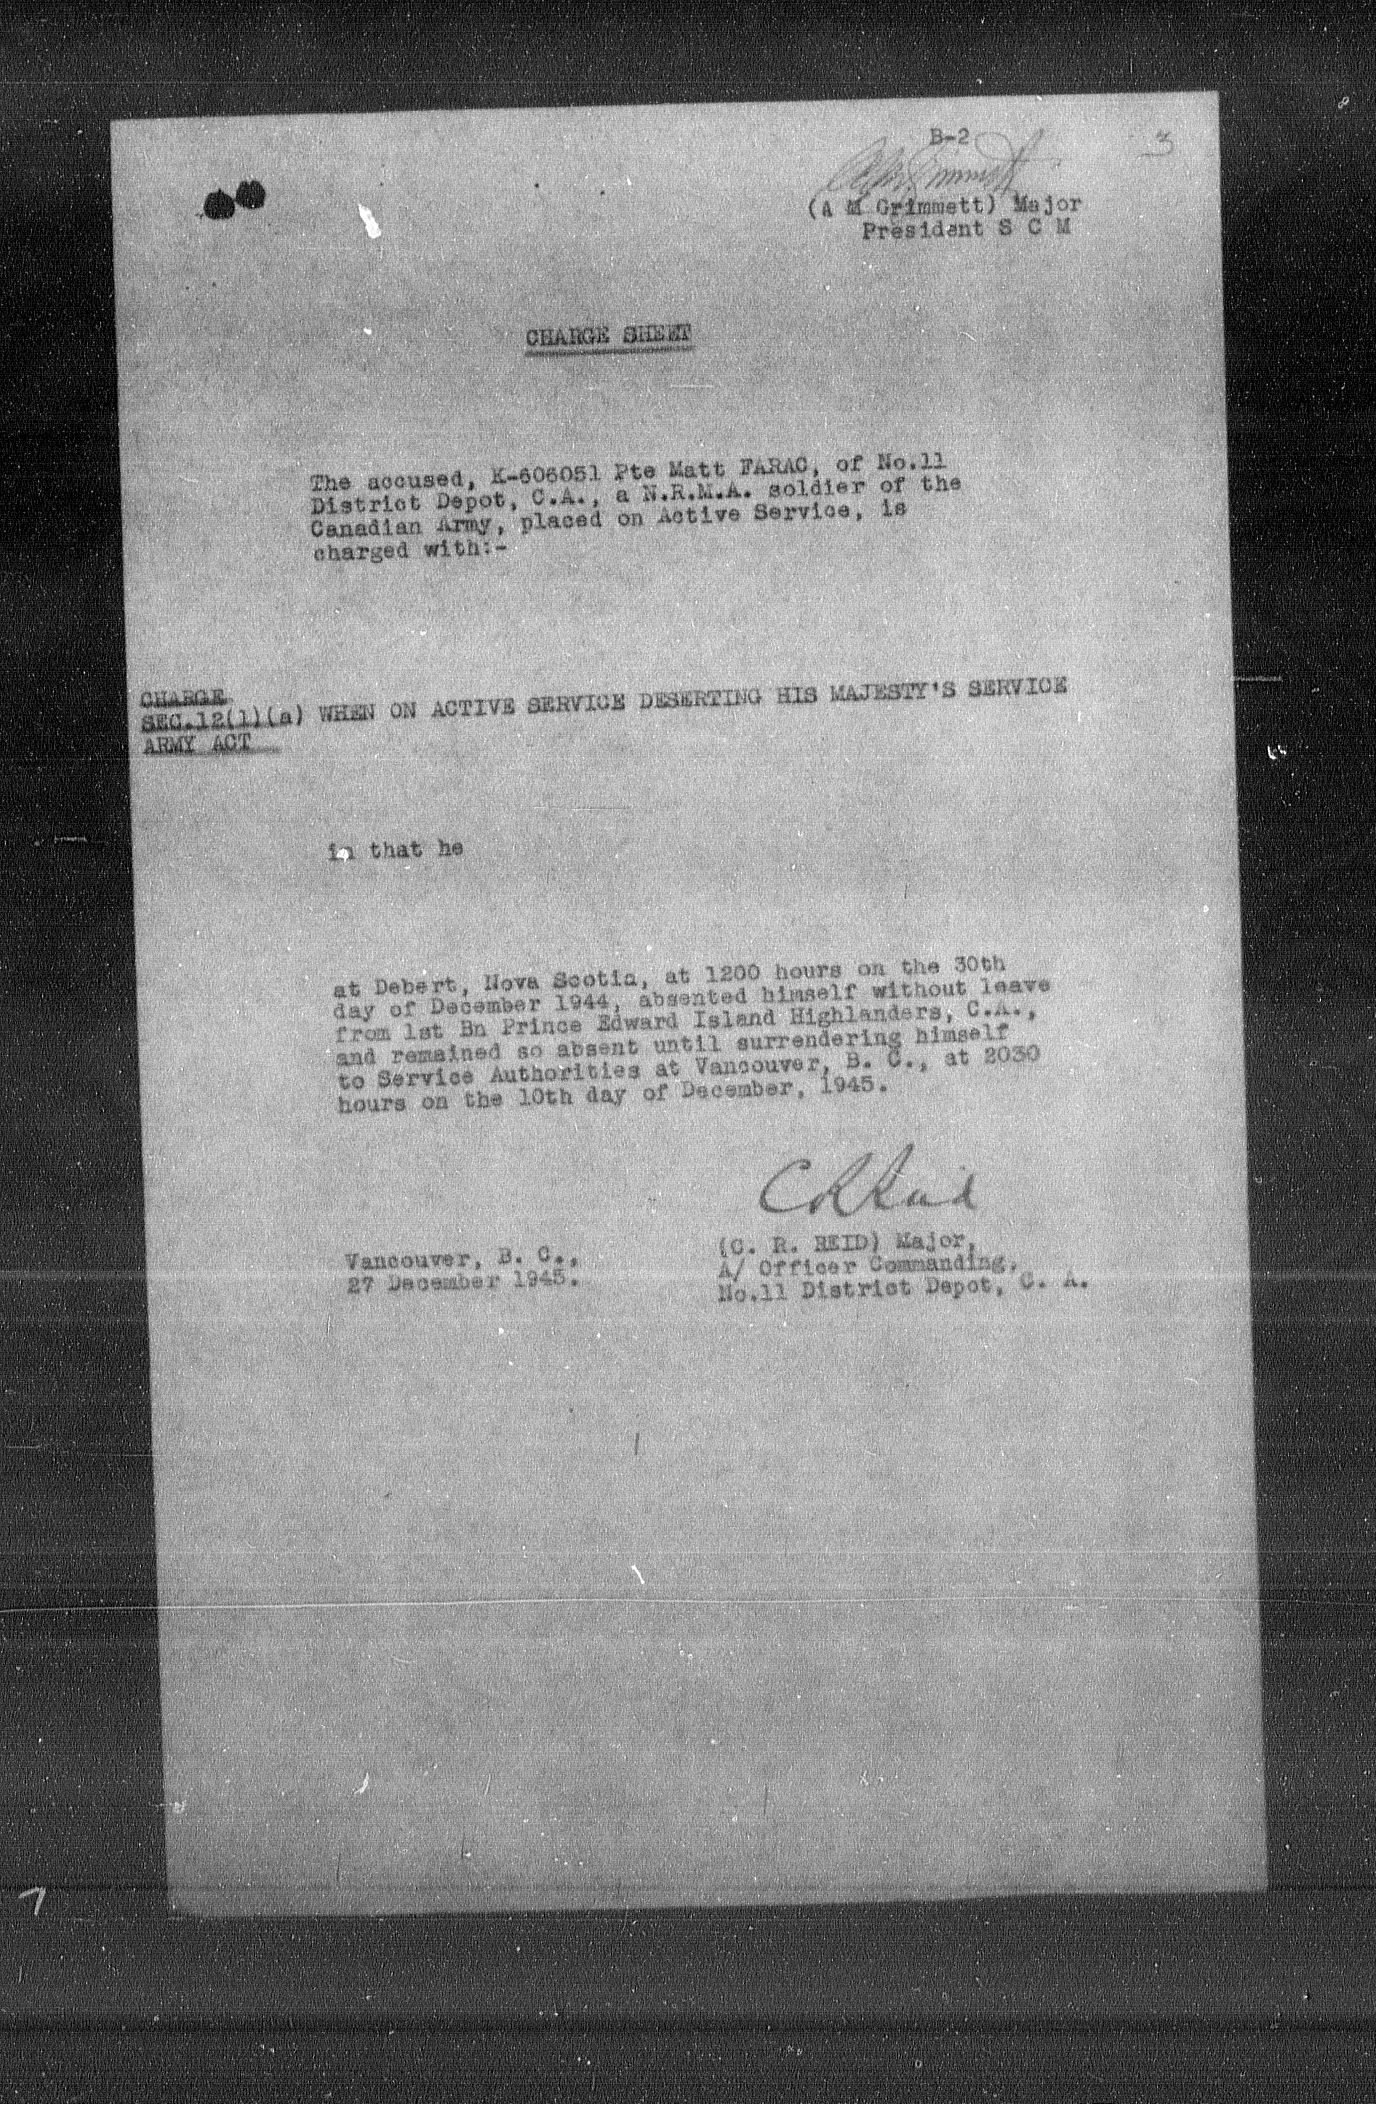 B-2
3
A M Grimmett
(A M Grimmett) Major
President S C M
CHARGE SHEET
The accused, K-606051 Pte Matt FARAC, of No.11
District Depot, C.A., a N.R.M.A. soldier of the
Canadian Army, placed on Active Service, is
charged with:-
CHARGE
SEC.12(1)(a) WHEN ON ACTIVE SERVICE DESERTING HIS MAJESTY'S SERVICE
ARMY ACT
in that he
at Debert, Nova Scotia, at 1200 hours on the 30th
day of December 1944, absented himself without leave
from 1st Bn Prince Edward Island Highlanders, C.A.,
and remained so absent until surrendering himself
to Service Authorities at Vancouver, B. C., at 2030
hours on the 10th day of December, 1945.
C R Reid
Vancouver, B. C.,
27 December 1945.
(C. R. REID) Major,
A/ Officer Commanding,
No.11 District Depot, C. A.